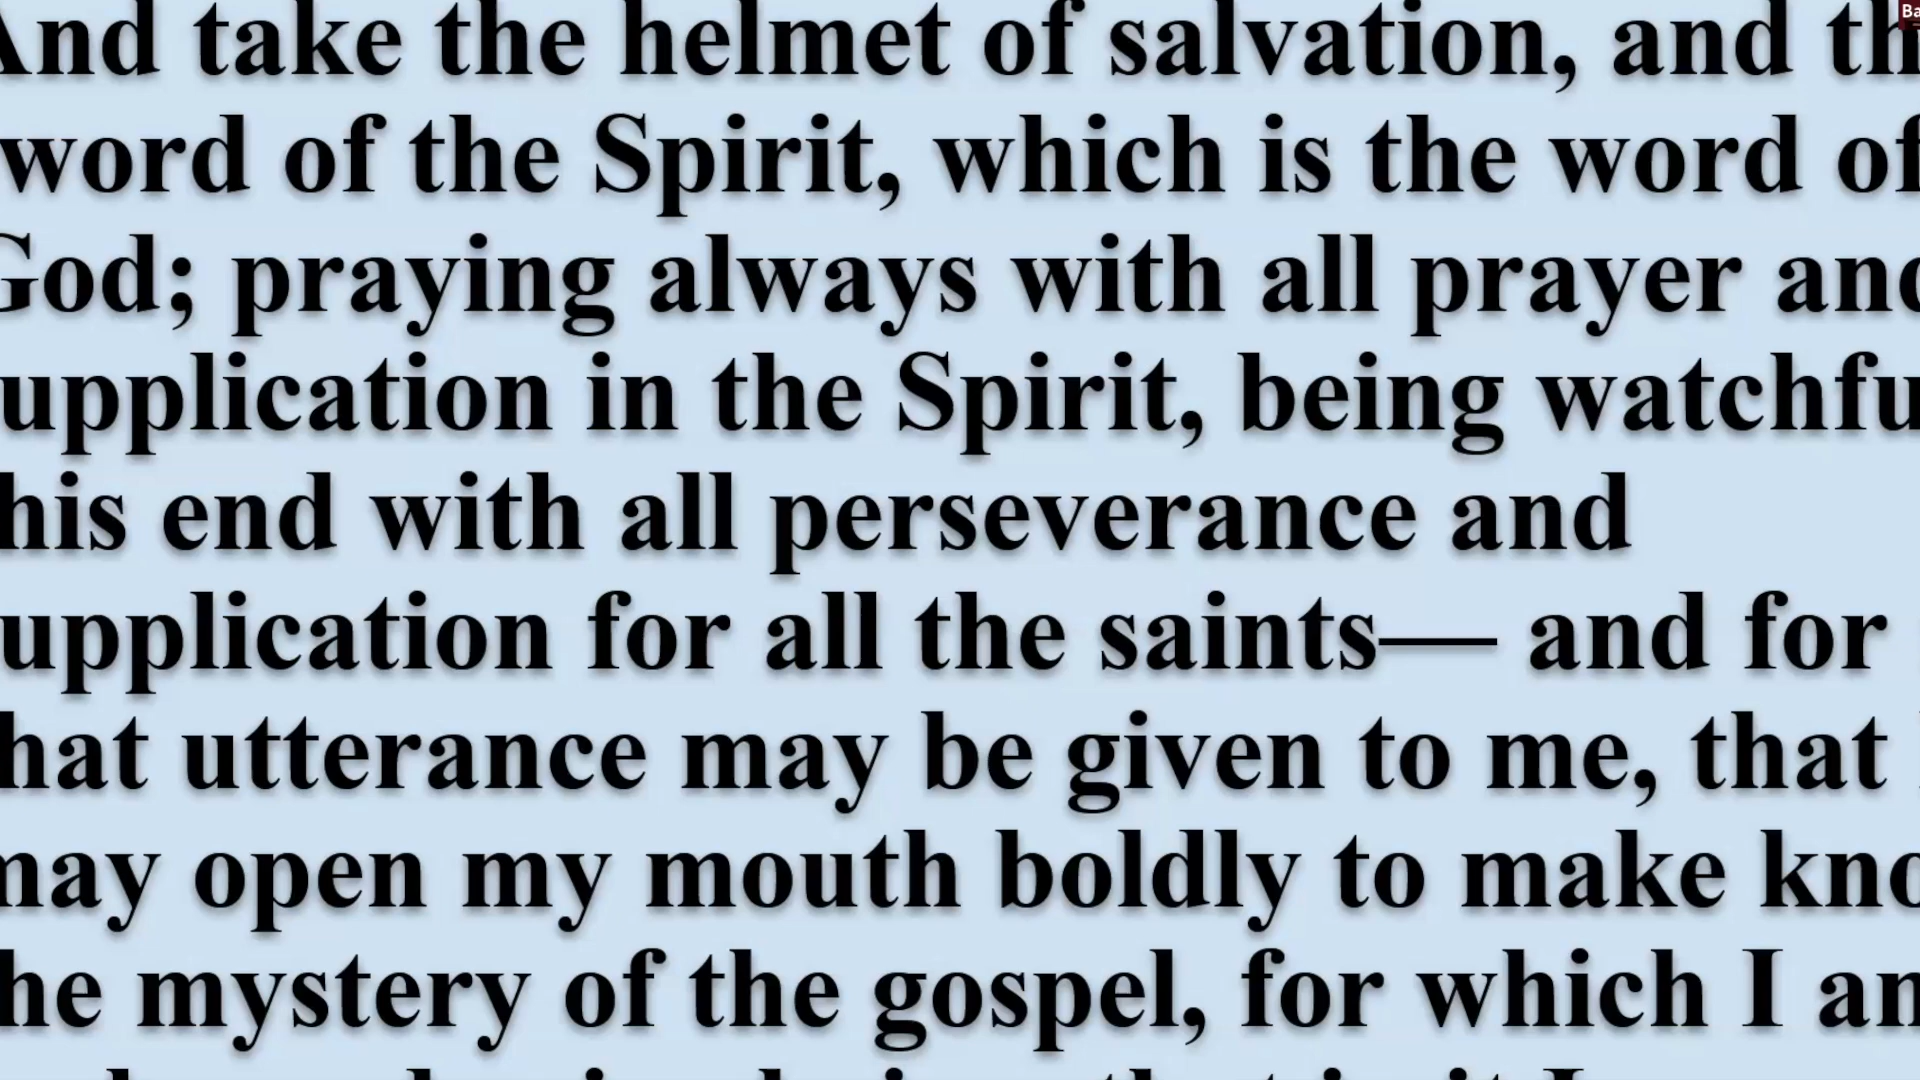 And take the helmet of salvation, and th
word of the Spirit, which is the word of
God; praying always with all prayer and
upplication in the Spirit, being watchfu
his end with all perseverance and
upplication for all the saints— and for
hat utterance may be given to me, that
may open my mouth boldly to make kno
he mystery of the gospel, for which I am
Ba